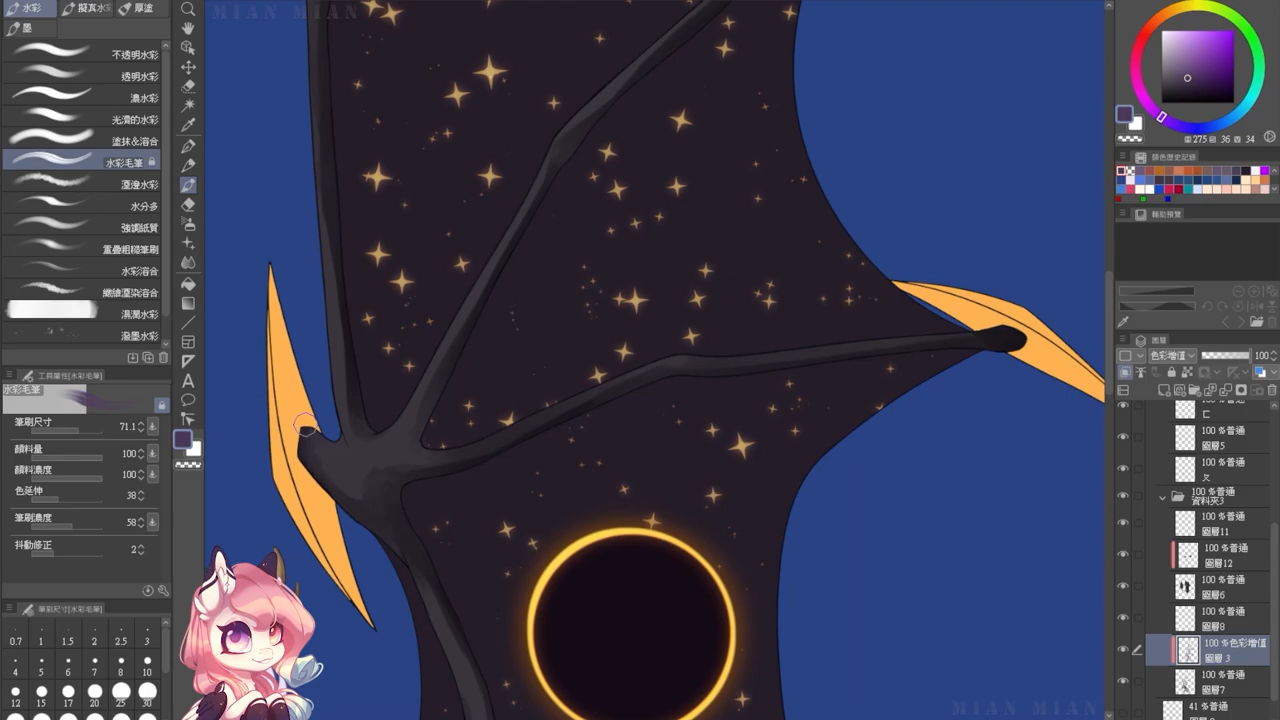 水彩
擬真水彩
厚塗
墨
不透明水彩
透明水彩
濃水彩
光滑的水彩
塗抹&溶合
水彩毛筆
溼澄水彩
水分多
強調紙質
重疊粗糙筆刷
水彩溶合
纖維渲染溶合
潑墨水彩
工具屬性[水彩毛筆]
水彩毛筆
筆刷尺寸 71.1
顏料量 100
顏料濃度 100
色延伸 38
筆刷濃度 58
抖動修正 2
筆刷尺寸[水彩毛筆]
0.7 1 1.5 2 2.5 3
4 5 6 7 8 10
12 15 17 20 25 30
MIAN MIAN
MIAN MIAN
275 36 34
顏色歷史記錄
輔助預覽
圖層
色彩增值 100
100 %普通
匚
100 %普通
圖層5
100 %普通
100 %普通
資料夾3
100 %普通
圖層11
100 %普通
圖層12
100 %普通
圖層6
100 %普通
圖層8
100 %色彩增值
圖層 3
100 %普通
圖層7
41 %普通